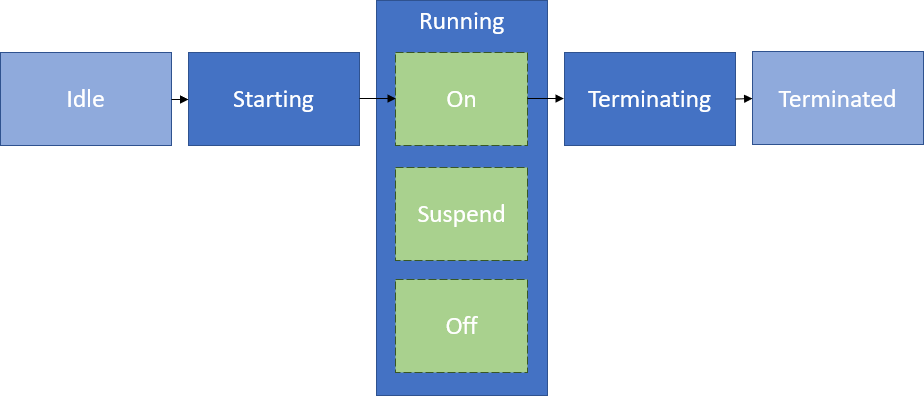 Running
Idle
Starting
On
Terminating
Terminated
Suspend
Off